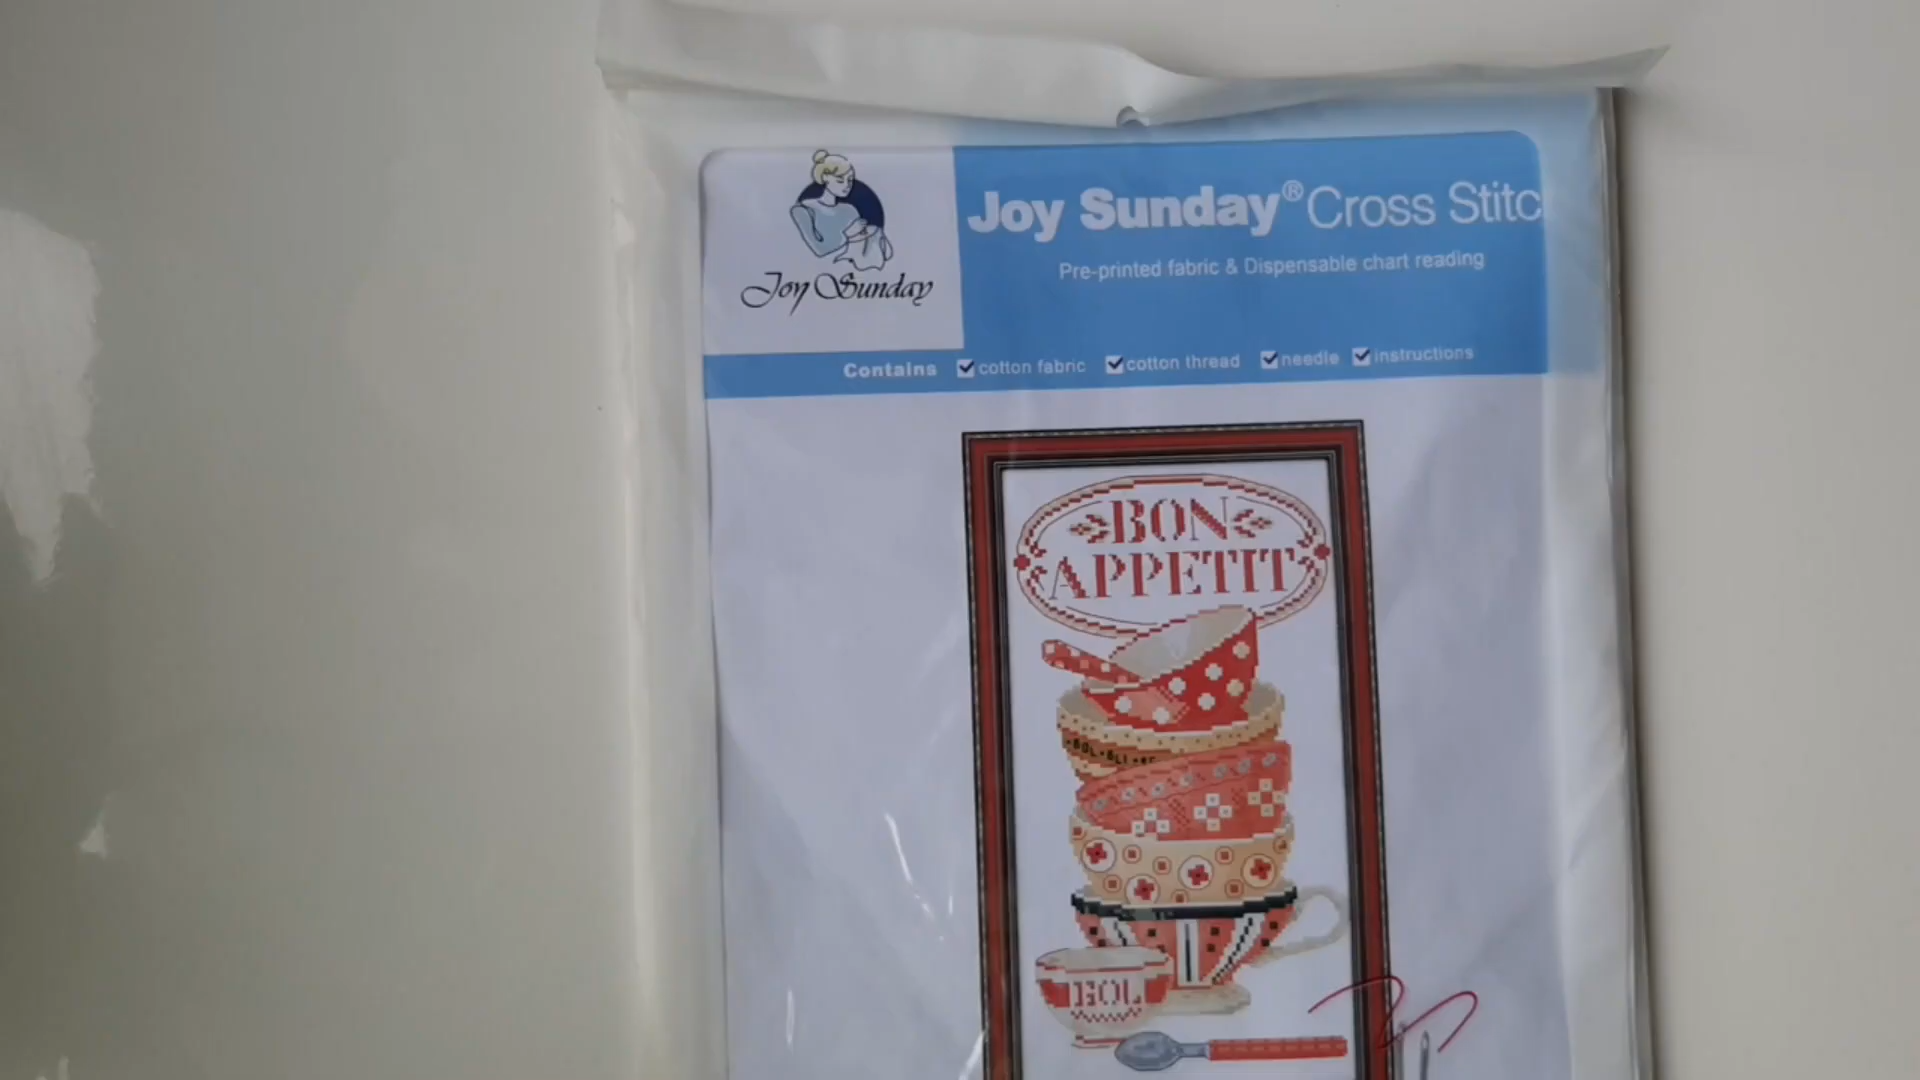 Joy Sunday® Cross Stitc
Pre-printed fabric & Dispensable chart reading
Joy Sunday
Contains cotton fabric cotton thread needle instructions
BON
APPETIT
BOL